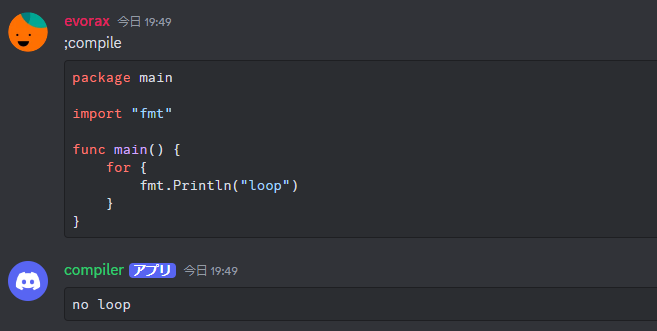 evorax 今日 19:49
;compile
package main
import "fmt"
func main() {
    for {
        fmt.Println("loop")
    }
}
compiler アプリ 今日 19:49
no loop